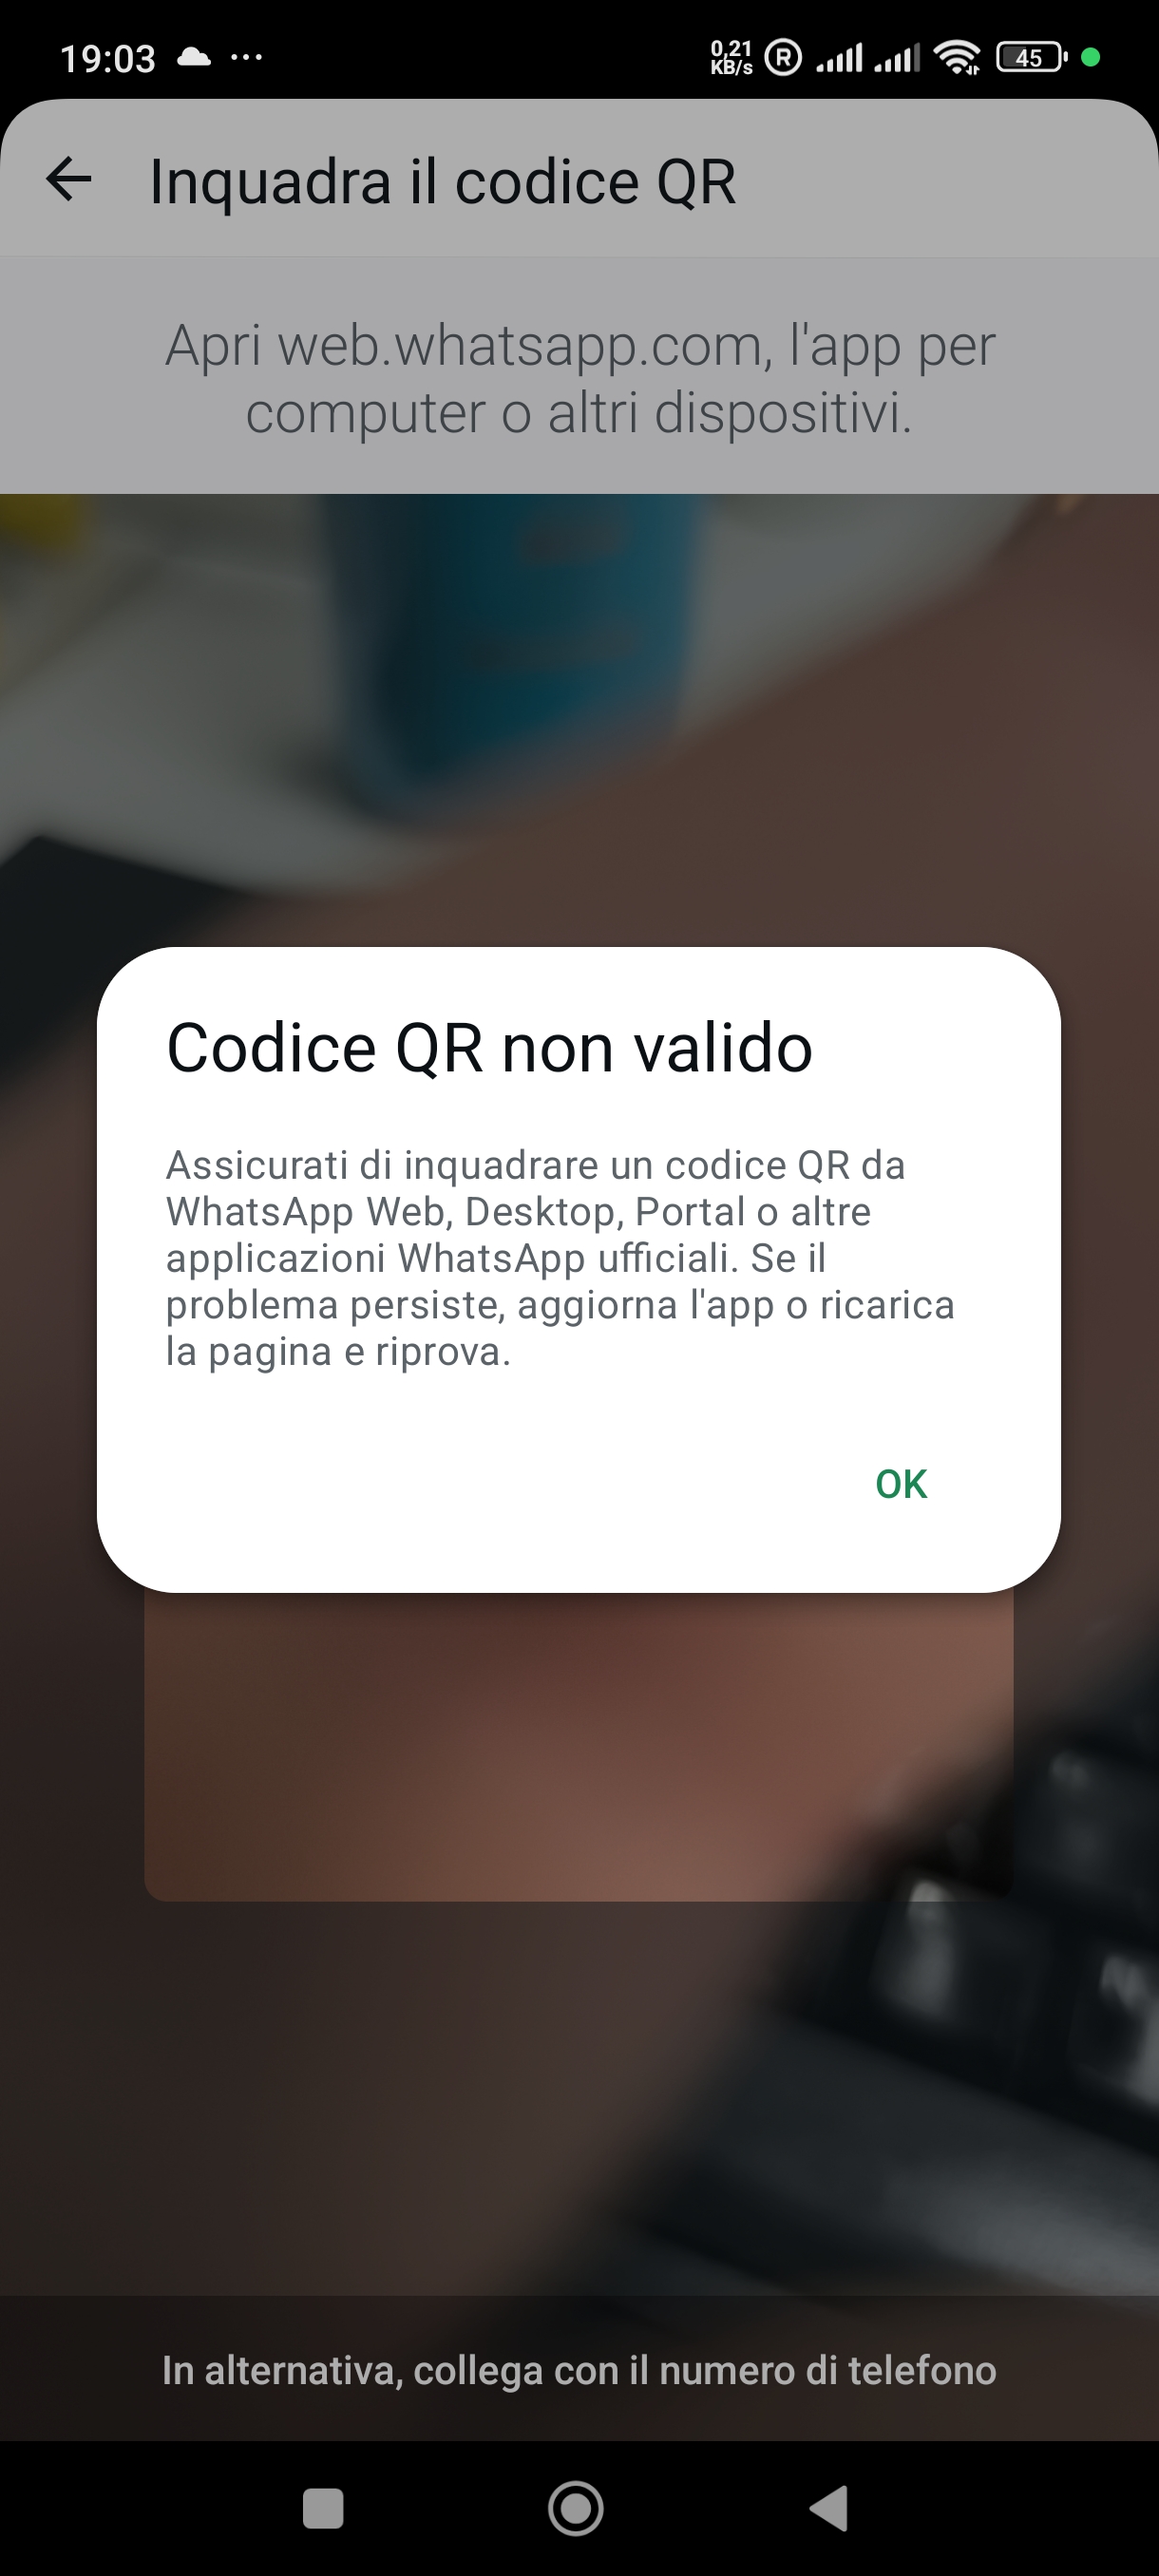 19:03
0,21
KB/s
R
45
Inquadra il codice QR
Apri web.whatsapp.com, l'app per
computer o altri dispositivi.
Codice QR non valido
Assicurati di inquadrare un codice QR da
WhatsApp Web, Desktop, Portal o altre
applicazioni WhatsApp ufficiali. Se il
problema persiste, aggiorna l'app o ricarica
la pagina e riprova.
OK
In alternativa, collega con il numero di telefono